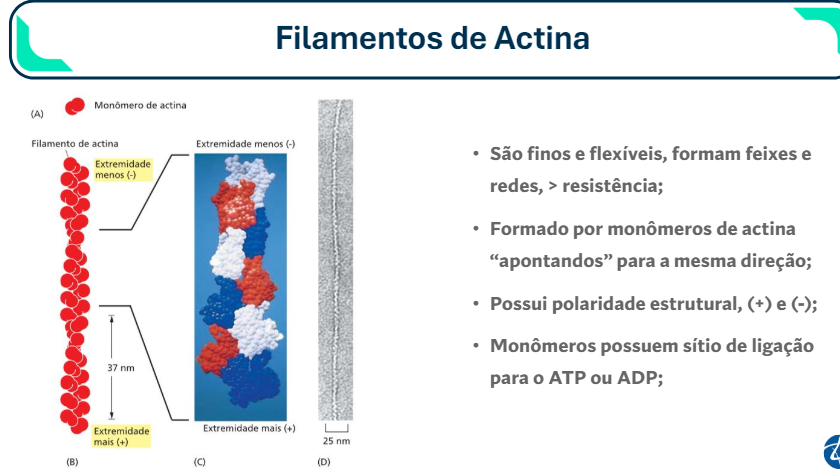 Filamentos de Actina
(A)
Monômero de actina
Filamento de actina
Extremidade
menos (-)
Extremidade menos (-)
37 nm
Extremidade
mais (+)
Extremidade mais (+)
25 nm
(B)
(C)
(D)
• São finos e flexíveis, formam feixes e
redes, > resistência;
• Formado por monômeros de actina
“apontandos” para a mesma direção;
• Possui polaridade estrutural, (+) e (-);
• Monômeros possuem sítio de ligação
para o ATP ou ADP;